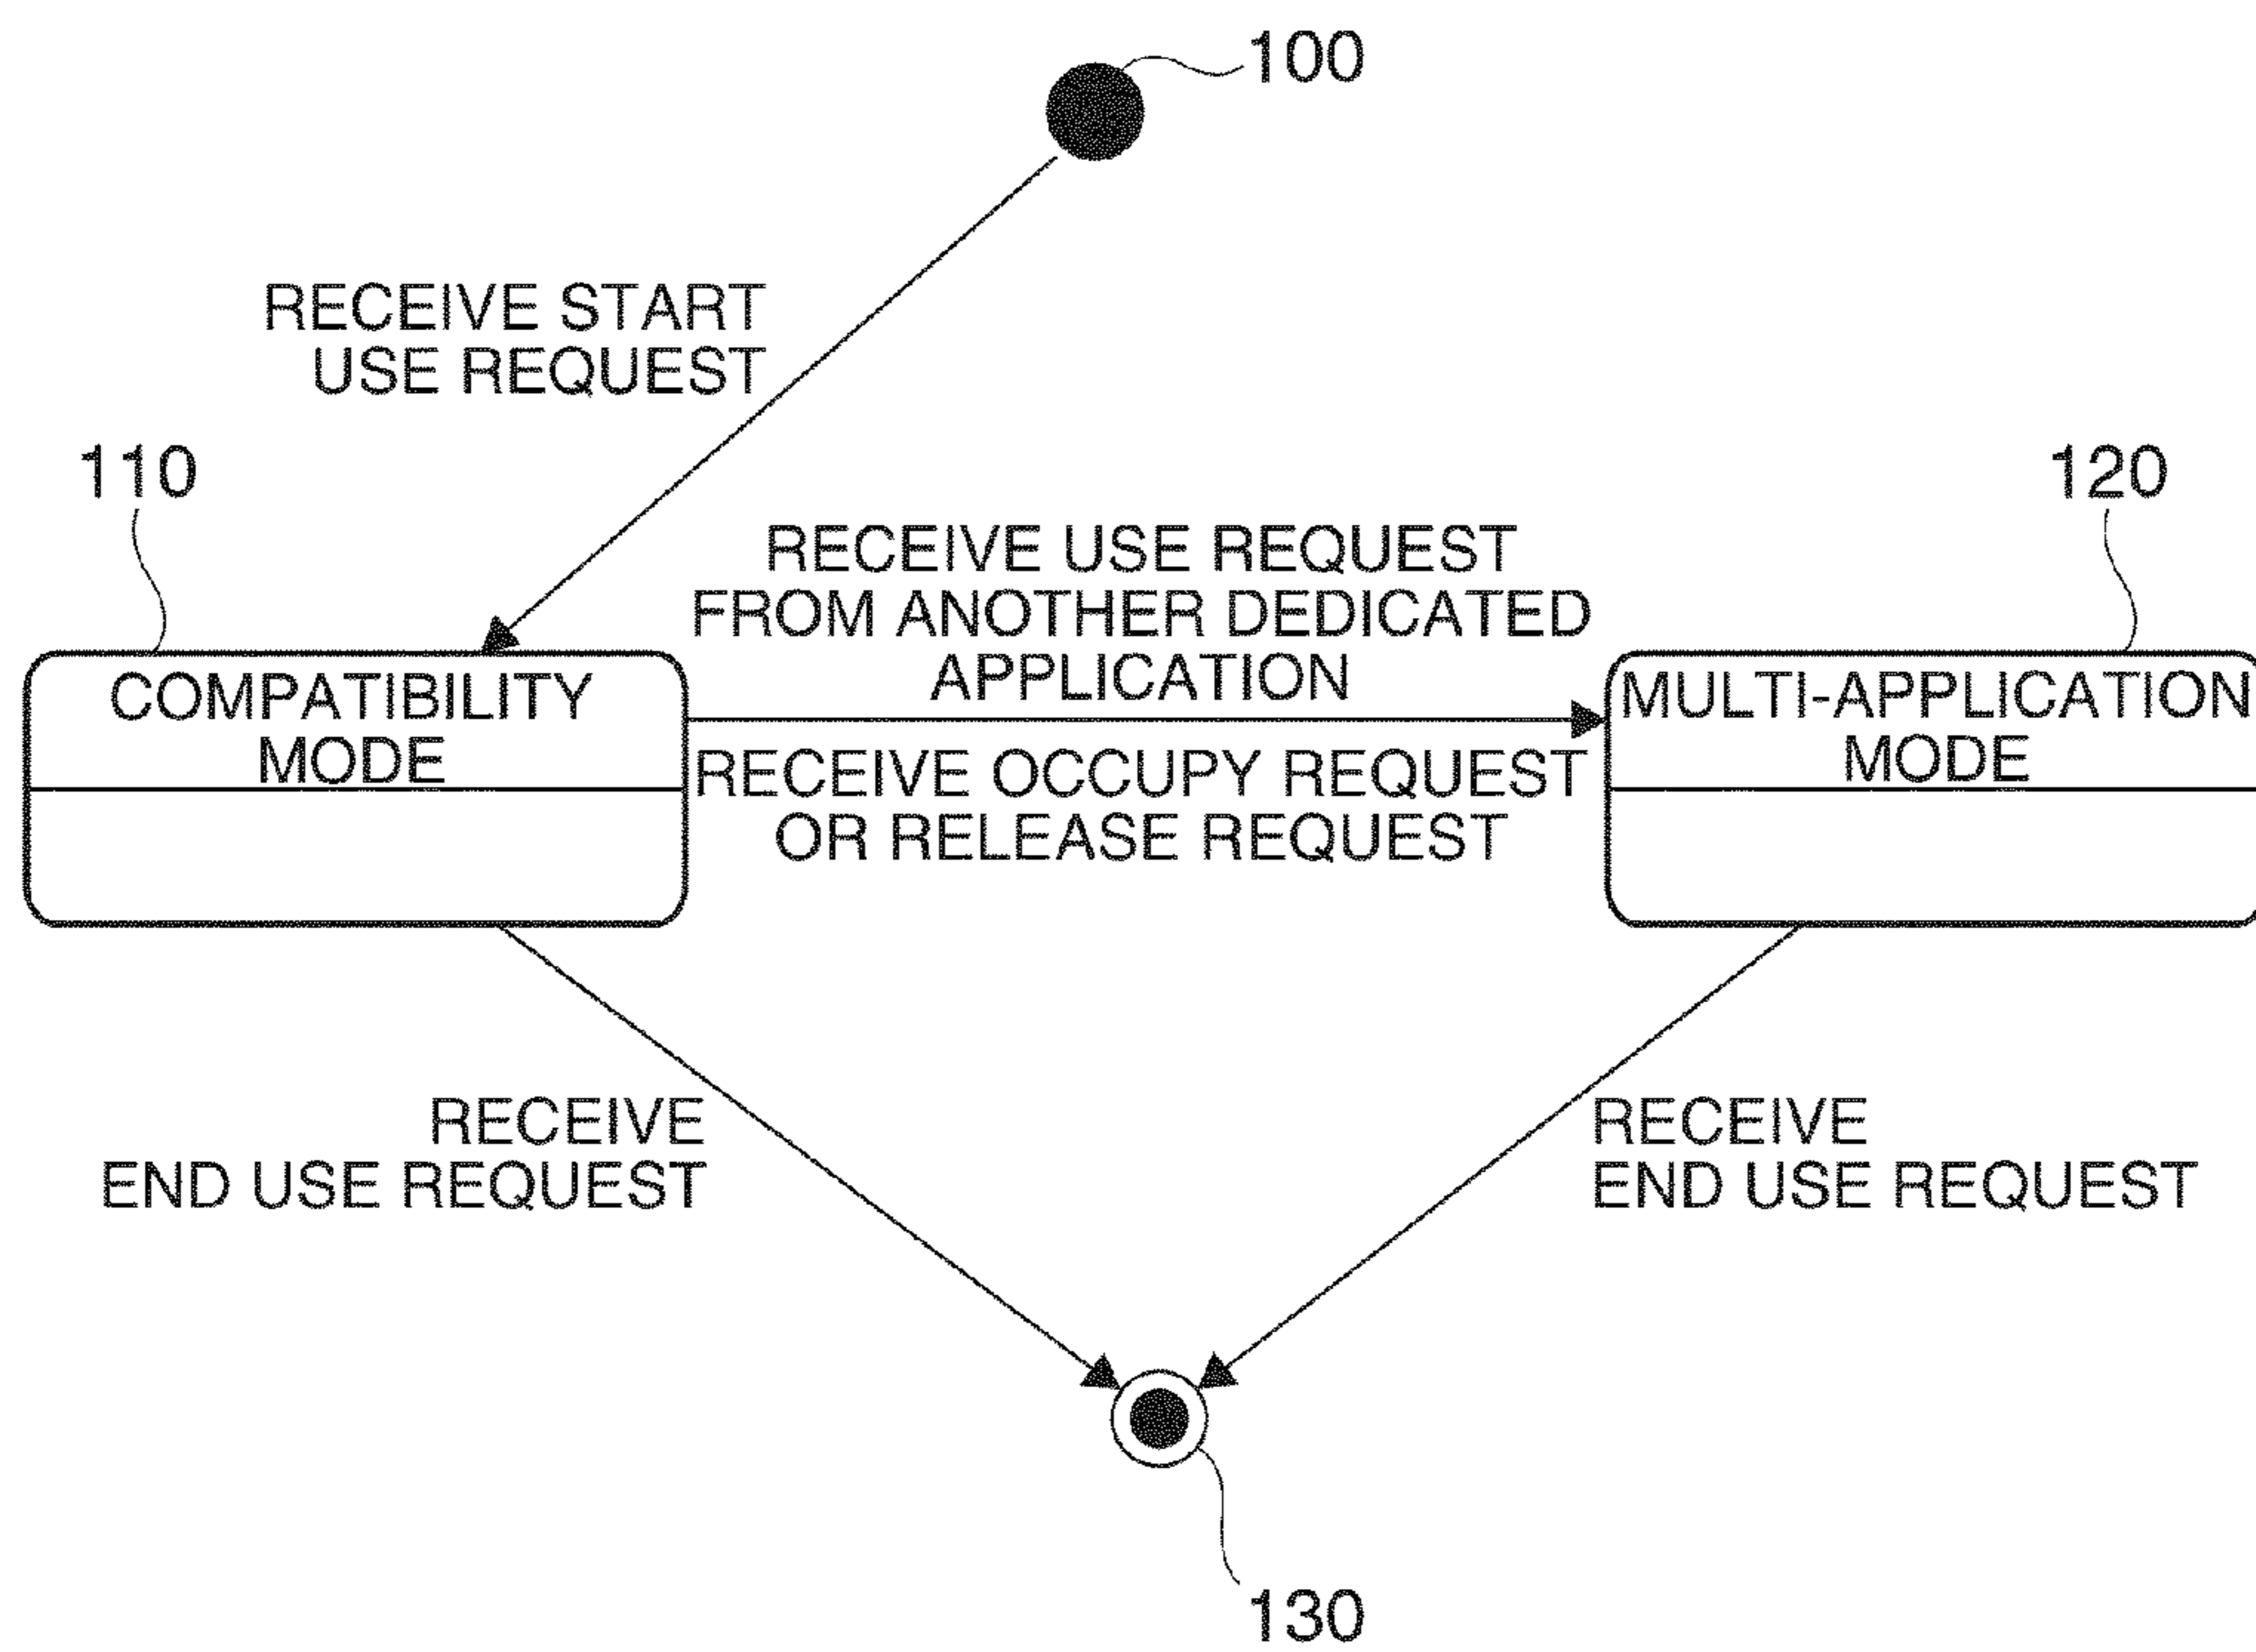 100
RECEIVE START
USE REQUEST
110
120
RECEIVE USE REQUEST
FROM ANOTHER DEDICATED
APPLICATION
COMPATIBILITY
MODE
MULTI-APPLICATION
MODE
RECEIVE OCCUPY REQUEST
OR RELEASE REQUEST
RECEIVE
END USE REQUEST
RECEIVE
END USE REQUEST
130